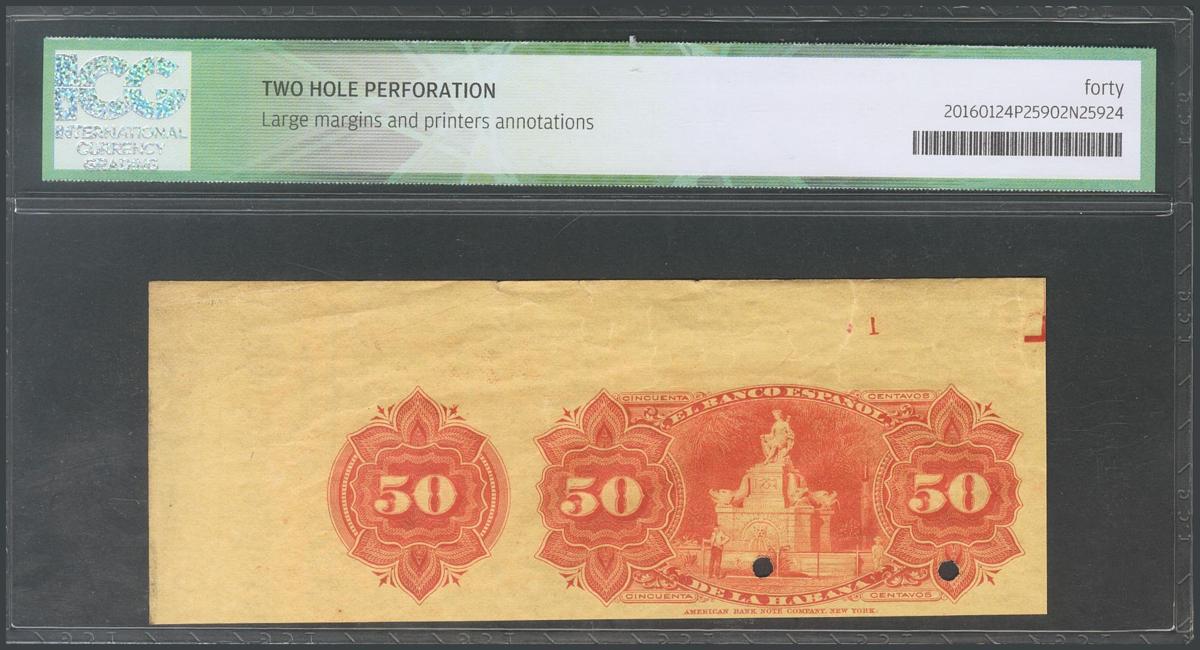 ICG
INTERNATIONAL
CURRENCY
GRADING
TWO HOLE PERFORATION
Large margins and printers annotations
forty
20160124P25902N25924
1
CINCUENTA
CENTAVOS
EL BANCO ESPAÑOL
50
50
50
DE LA HABANA
CINCUENTA
CENTAVOS
AMERICAN BANK NOTE COMPANY, NEW YORK.